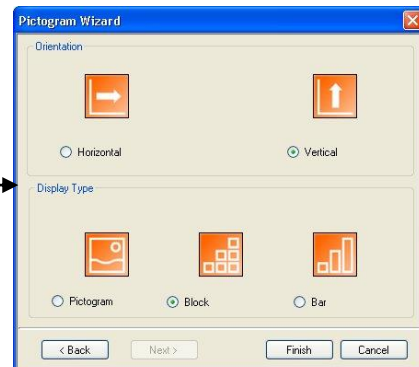 Pictogram Wizard
Orientation
Horizontal
Vertical
Display Type
Pictogram
Block
Bar
< Back
Next >
Finish
Cancel